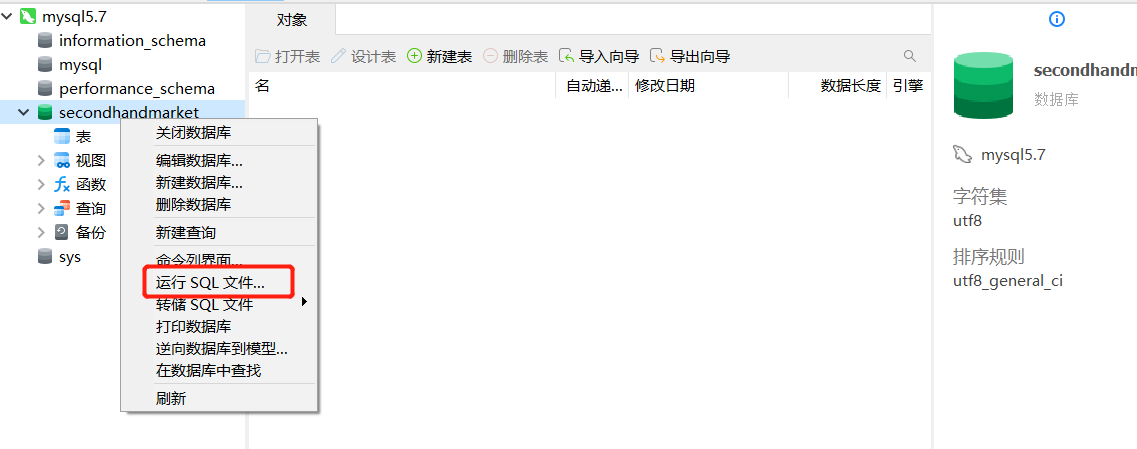 mysql5.7
information_schema
mysql
performance_schema
secondhandmarket
表
视图
函数
查询
备份
sys
关闭数据库
编辑数据库...
新建数据库...
删除数据库
新建查询
命令列界面...
运行 SQL 文件...
转储 SQL 文件
打印数据库
逆向数据库到模型...
在数据库中查找
刷新
对象
打开表 设计表 新建表 删除表 导入向导 导出向导
名 自动递... 修改日期 数据长度 引擎
secondhandm
数据库
mysql5.7
字符集
utf8
排序规则
utf8_general_ci